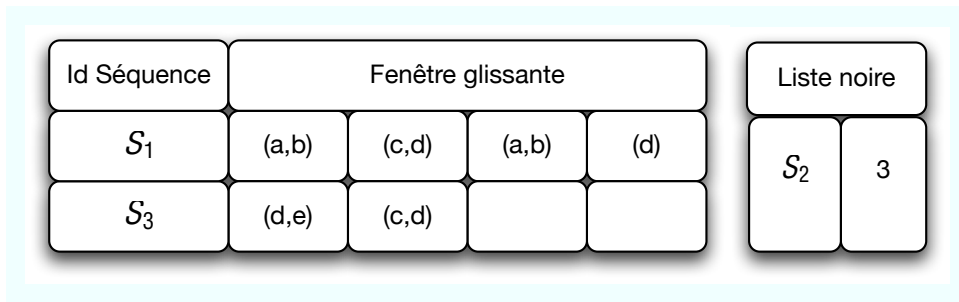 Id Séquence Fenêtre glissante
S1 (a,b) (c,d) (a,b) (d)
S3 (d,e) (c,d)
Liste noire
S2 3